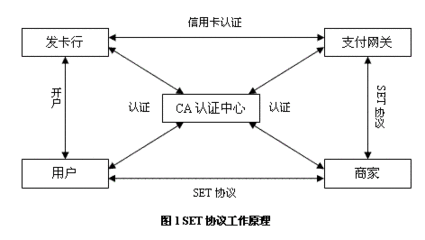 信用卡认证
发卡行
支付网关
开户
认证
CA 认证中心
认证
SET 协议
用户
商家
SET 协议
图 1 SET 协议工作原理